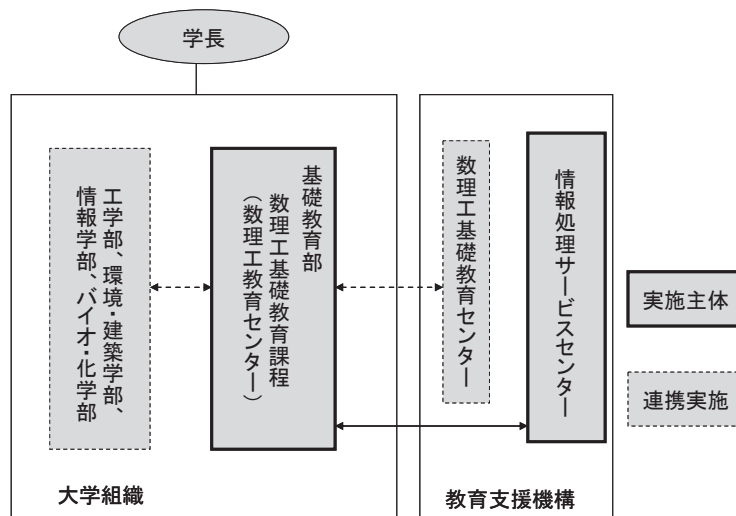 学長
工学部、環境・建築学部、
情報学部、バイオ・化学部
基礎教育部
数理工基礎教育課程
（数理工教育センター）
数理工基礎教育センター
情報処理サービスセンター
実施主体
連携実施
大学組織
教育支援機構